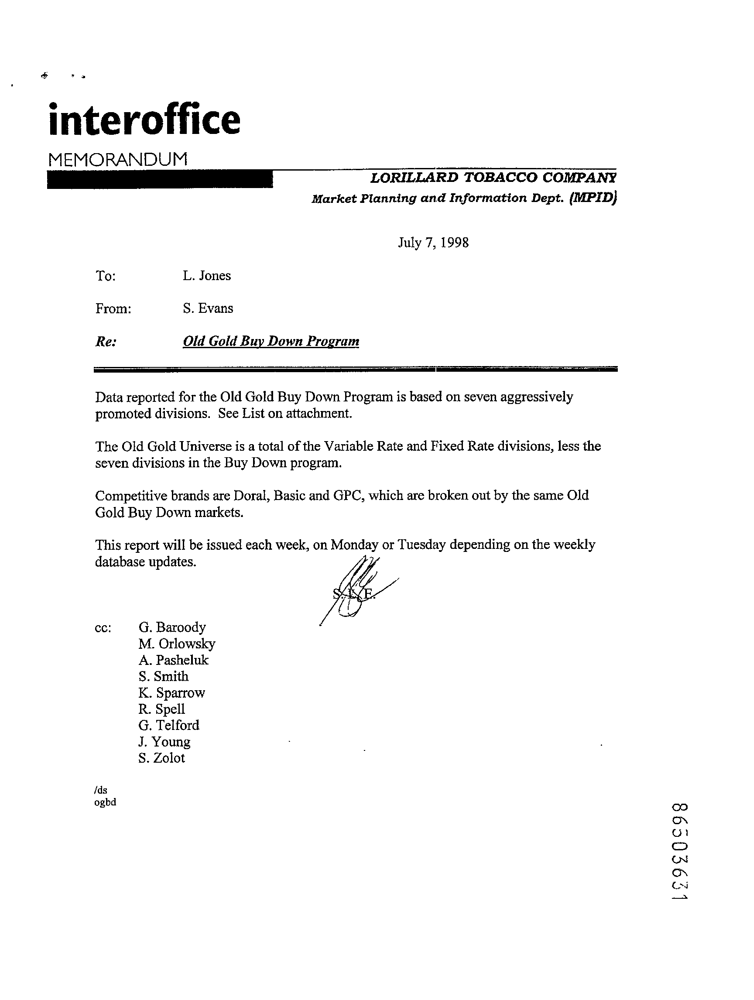 interoffice
MEMORANDUM
LORILLARD TOBACCO COMPANY
Market Planning and Information Dept. (MPID)
July 7, 1998
To: L. Jones
From: S. Evans
Re: Old Gold Buy Down Program
Data reported for the Old Gold Buy Down Program is based on seven aggressively
promoted divisions. See List on attachment.
The Old Gold Universe is a total of the Variable Rate and Fixed Rate divisions, less the
seven divisions in the Buy Down program.
Competitive brands are Doral, Basic and GPC, which are broken out by the same Old
Gold Buy Down markets.
This report will be issued each week, on Monday or Tuesday depending on the weekly
database updates.
cc: G. Baroody
M. Orlowsky
A. Pasheluk
S. Smith
K. Sparrow
R. Spell
G. Telford
J. Young
S. Zolot
/ds
ogbd
86503631